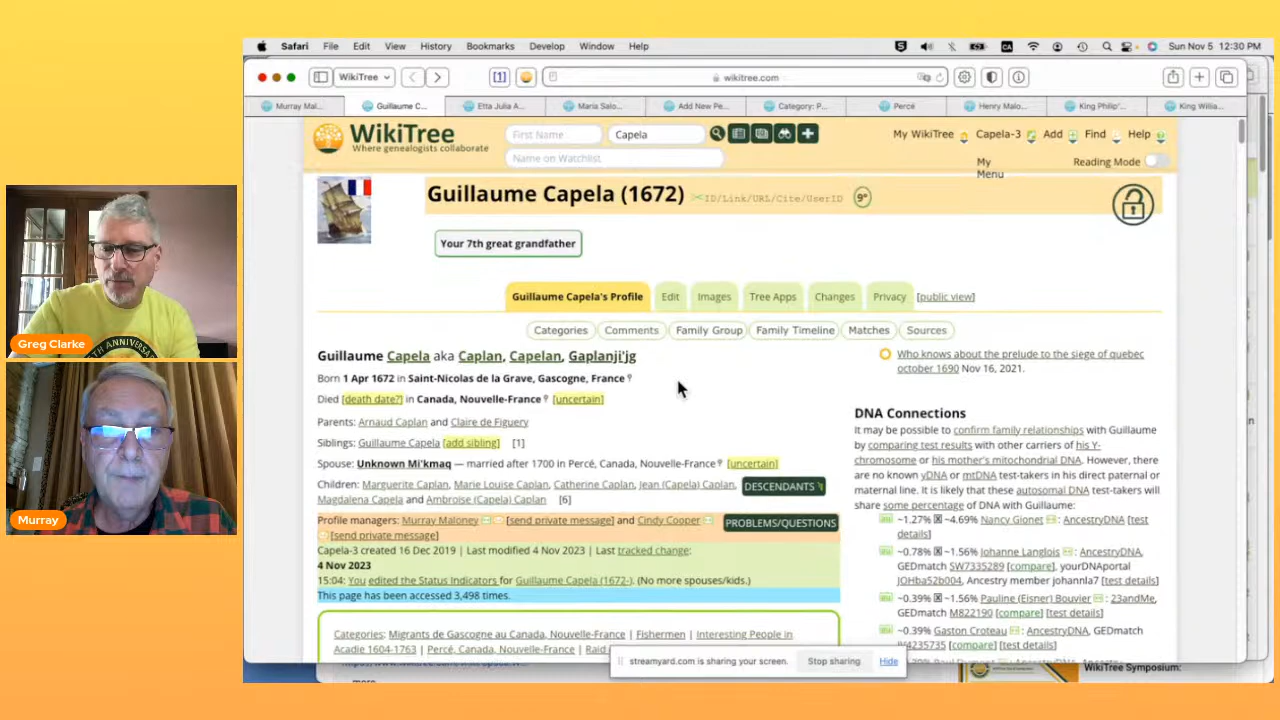 Safari File Edit View History Bookmarks Develop Window Help Sun Nov 5 12:30 PM
WikiTree wikitree.com
Murray Mal... Guillaume C... Etta Julia A... Maria Salo... Add New Pe... Category: P... Percé Henry Malo... King Philip'... King Willia...
WikiTree
Where genealogists collaborate
First Name Capela
Name on Watchlist
My WikiTree Capela-3 Add Find Help
My Menu
Reading Mode
Guillaume Capela (1672) ID/Link/URL/Cite/UserID 9°
Your 7th great grandfather
Guillaume Capela's Profile Edit Images Tree Apps Changes Privacy [public view]
Categories Comments Family Group Family Timeline Matches Sources
Guillaume Capela aka Caplan, Capelan, Gaplanji'jg
Born 1 Apr 1672 in Saint-Nicolas de la Grave, Gascogne, France
Died [death date?] in Canada, Nouvelle-France [uncertain]
Parents: Arnaud Caplan and Claire de Figuery
Siblings: Guillaume Capela [add sibling] [1]
Spouse: Unknown Mi'kmaq — married after 1700 in Percé, Canada, Nouvelle-France [uncertain]
Children: Marguerite Caplan, Marie Louise Caplan, Catherine Caplan, Jean (Capela) Caplan, DESCENDANTS
Magdalena Capela and Ambroise (Capela) Caplan [6]
Profile managers: Murray Maloney [send private message] and Cindy Cooper PROBLEMS/QUESTIONS
[send private message]
Capela-3 created 16 Dec 2019 | Last modified 4 Nov 2023 | Last tracked change:
4 Nov 2023
15:04: You edited the Status Indicators for Guillaume Capela (1672-). (No more spouses/kids.)
This page has been accessed 3,498 times.
Categories: Migrants de Gascogne au Canada, Nouvelle-France | Fishermen | Interesting People in
Acadie 1604-1763 | Percé, Canada, Nouvelle-France | Raid
Who knows about the prelude to the siege of quebec
october 1690 Nov 16, 2021.
DNA Connections
It may be possible to confirm family relationships with Guillaume
by comparing test results with other carriers of his Y-
chromosome or his mother's mitochondrial DNA. However, there
are no known yDNA or mtDNA test-takers in his direct paternal or
maternal line. It is likely that these autosomal DNA test-takers will
share some percentage of DNA with Guillaume:
~1.27% ~4.69% Nancy Gionet : AncestryDNA [test
details]
~0.78% ~1.56% Johanne Langlois : AncestryDNA,
GEDmatch SW7335289 [compare], yourDNAportal
JOHba52b004, Ancestry member johannla7 [test details]
~0.39% ~1.56% Pauline (Eisner) Bouvier : 23andMe,
GEDmatch M822190 [compare] [test details]
~0.39% Gaston Croteau : AncestryDNA, GEDmatch
[compare] [test details]
streamyard.com is sharing your screen. Stop sharing Hide
more
WikiTree Symposium:
Greg Clarke
Murray